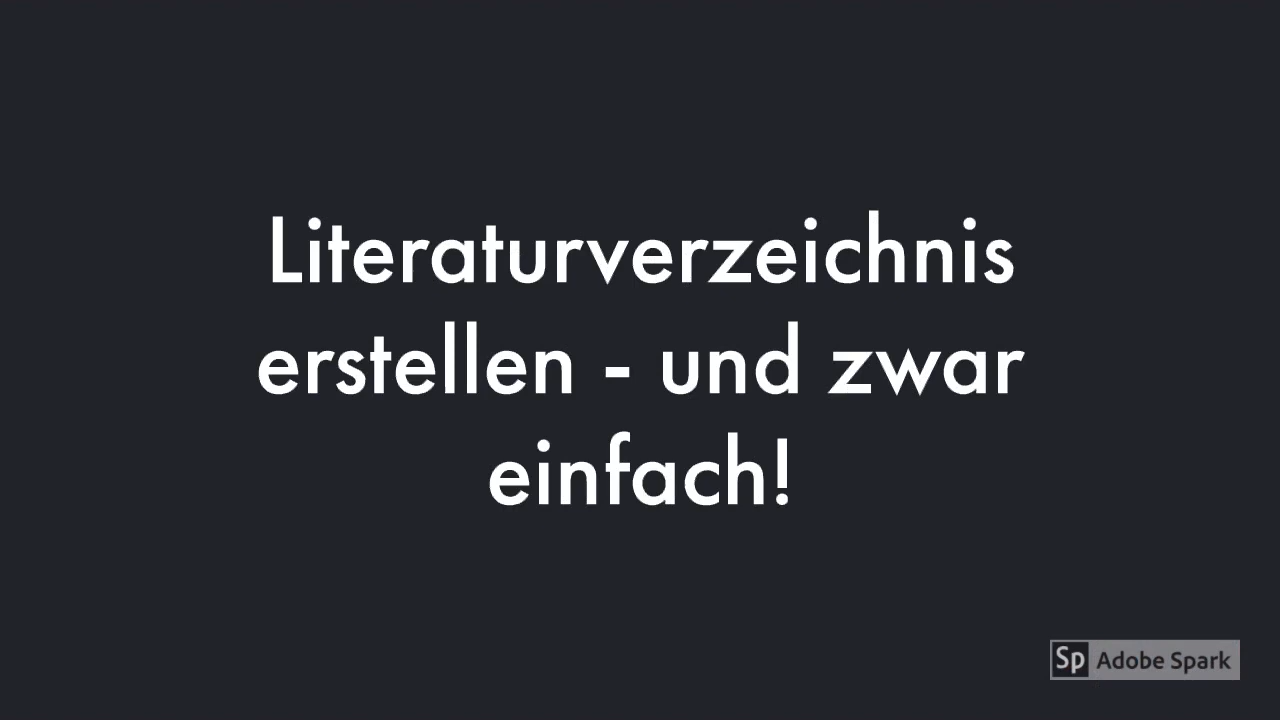 Literaturverzeichnis
erstellen - und zwar
einfach!
Sp Adobe Spark